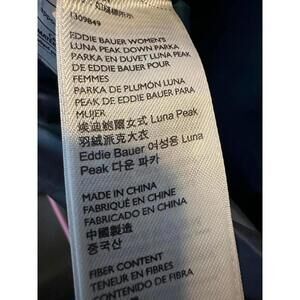 1309B49
EDDIE BAUER WOMEN'S
LUNA PEAK DOWN PARKA
PARKA EN DUVET LUNA PEAK
DE EDDIE BAUER POUR
FEMMES
PARKA DE PLUMÓN LUNA
PEAK DE EDDIE BAUER PARA
MUJER
埃迪鮑爾女式 Luna Peak
羽絨派克大衣
Eddie Bauer 여성용 Luna
Peak 다운 파카
MADE IN CHINA
FABRIQUÉ EN CHINE
FABRICADO EN CHINA
中國製造
중국산
FIBER CONTENT
TENEUR EN FIBRES
CONTENIDO DE FIBRA